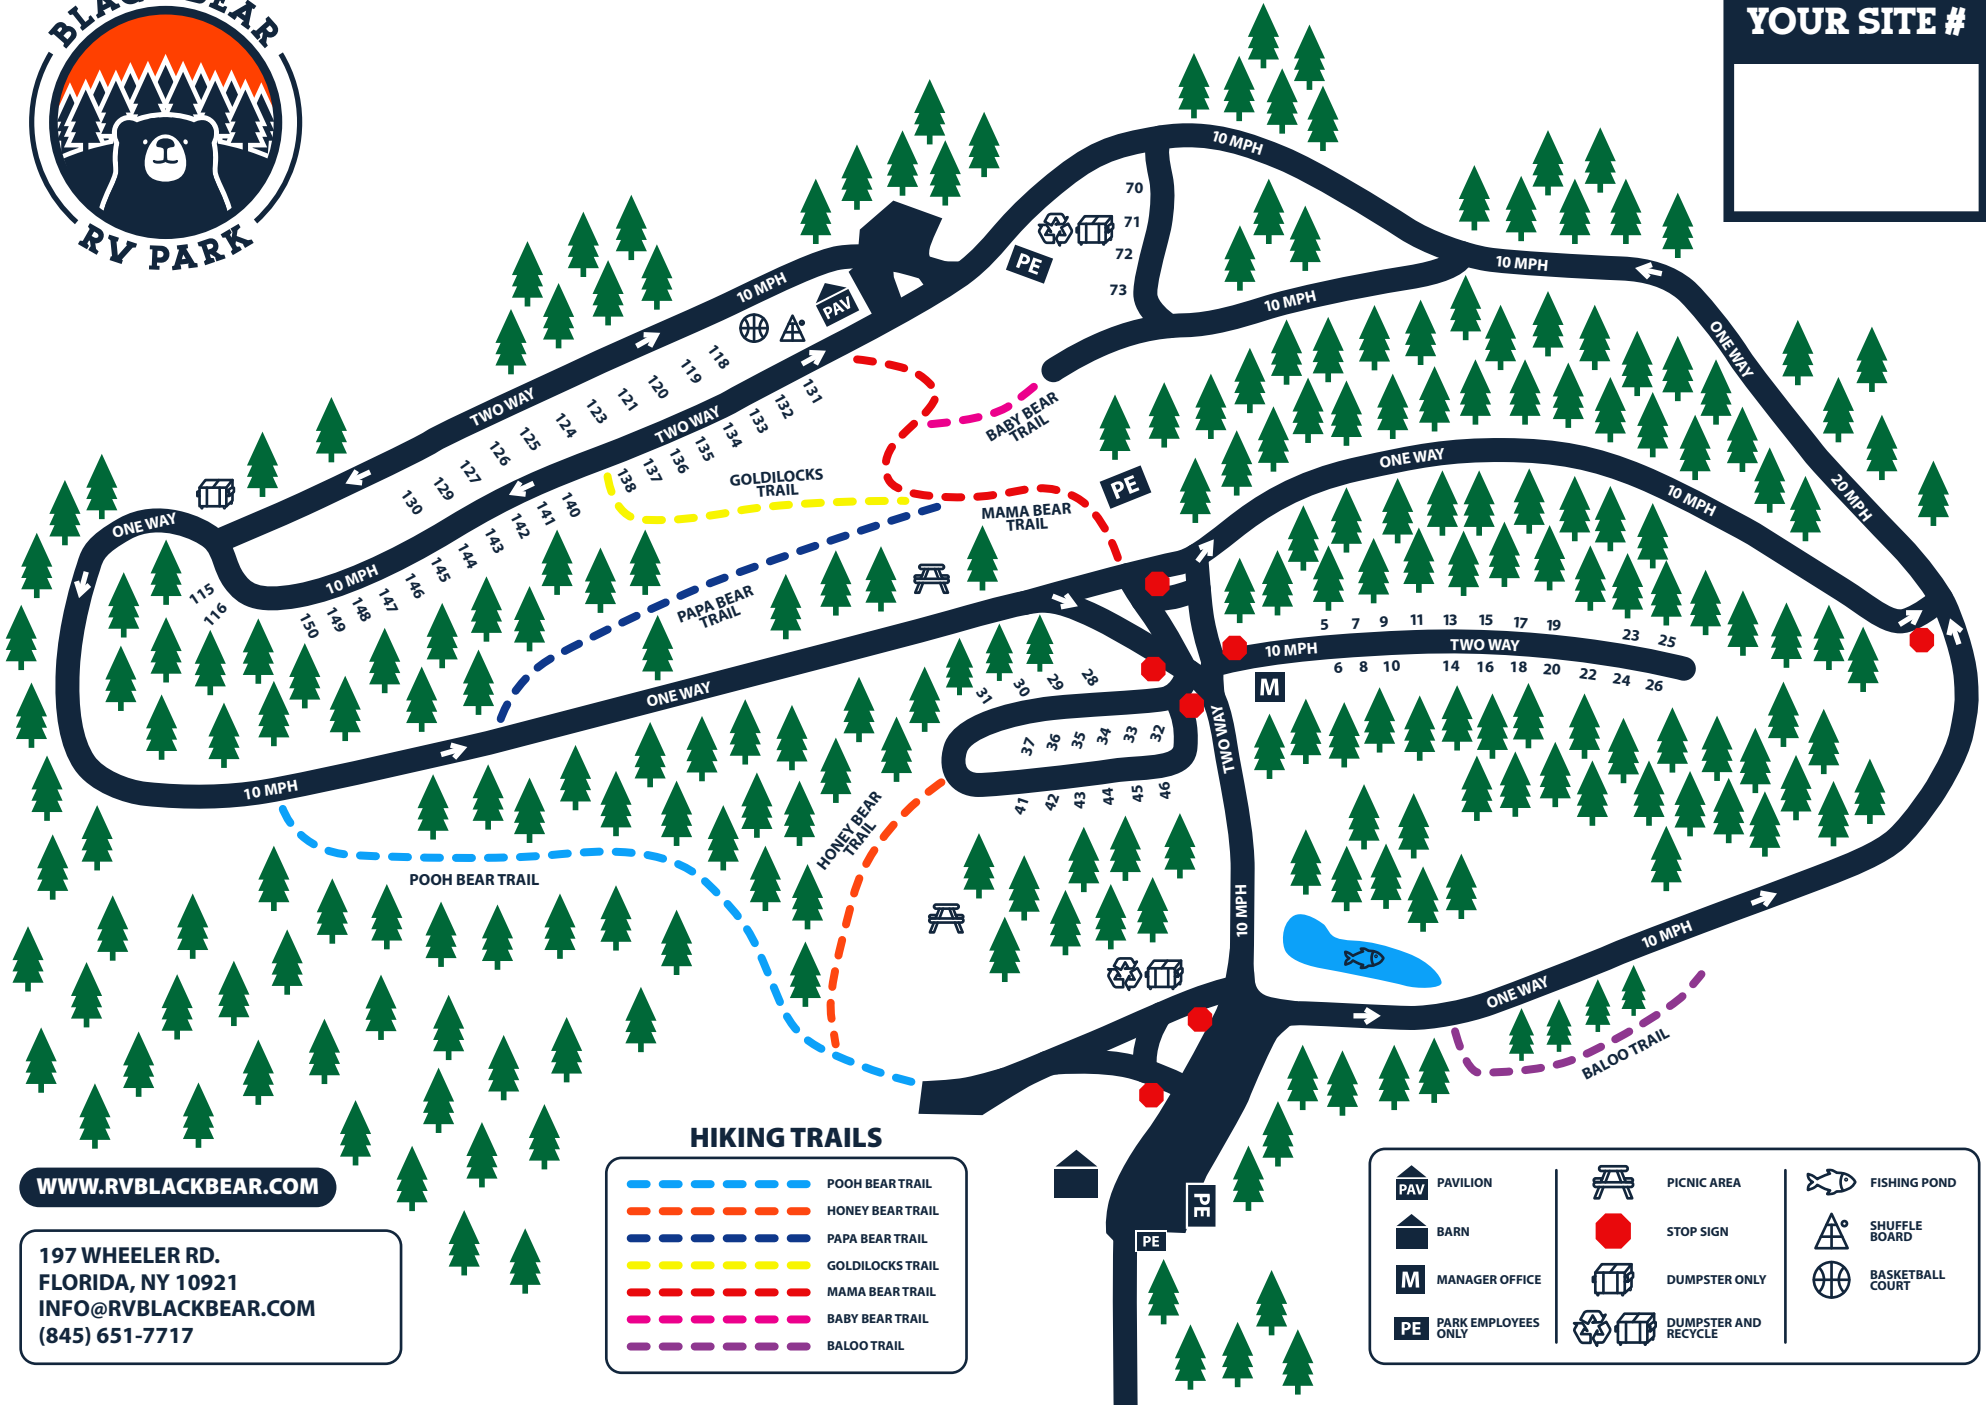 BLACK BEAR
RV PARK
YOUR SITE #
10 MPH
70
71
72
73
PE
10 MPH
10 MPH
ONE WAY
20 MPH
10 MPH
PAV
TWO WAY
118
119
120
121
123
124
125
126
127
129
130
TWO WAY
131
132
133
134
135
136
137
138
140
141
142
143
144
145
146
147
148
149
150
10 MPH
ONE WAY
115
116
BABY BEAR
TRAIL
GOLDILOCKS
TRAIL
MAMA BEAR
TRAIL
PAPA BEAR
TRAIL
PE
ONE WAY
10 MPH
5
7
9
11
13
15
17
19
23
25
10 MPH
TWO WAY
6
8
10
14
16
18
20
22
24
26
M
ONE WAY
10 MPH
28
29
30
31
32
33
34
35
36
37
41
42
43
44
45
46
TWO WAY
10 MPH
HONEY BEAR
TRAIL
POOH BEAR TRAIL
10 MPH
ONE WAY
BALOO TRAIL
PE
PE
WWW.RVBLACKBEAR.COM
197 WHEELER RD.
FLORIDA, NY 10921
INFO@RVBLACKBEAR.COM
(845) 651-7717
HIKING TRAILS
POOH BEAR TRAIL
HONEY BEAR TRAIL
PAPA BEAR TRAIL
GOLDILOCKS TRAIL
MAMA BEAR TRAIL
BABY BEAR TRAIL
BALOO TRAIL
PAV PAVILION
BARN
M MANAGER OFFICE
PE PARK EMPLOYEES
ONLY
PICNIC AREA
STOP SIGN
DUMPSTER ONLY
DUMPSTER AND
RECYCLE
FISHING POND
SHUFFLE
BOARD
BASKETBALL
COURT